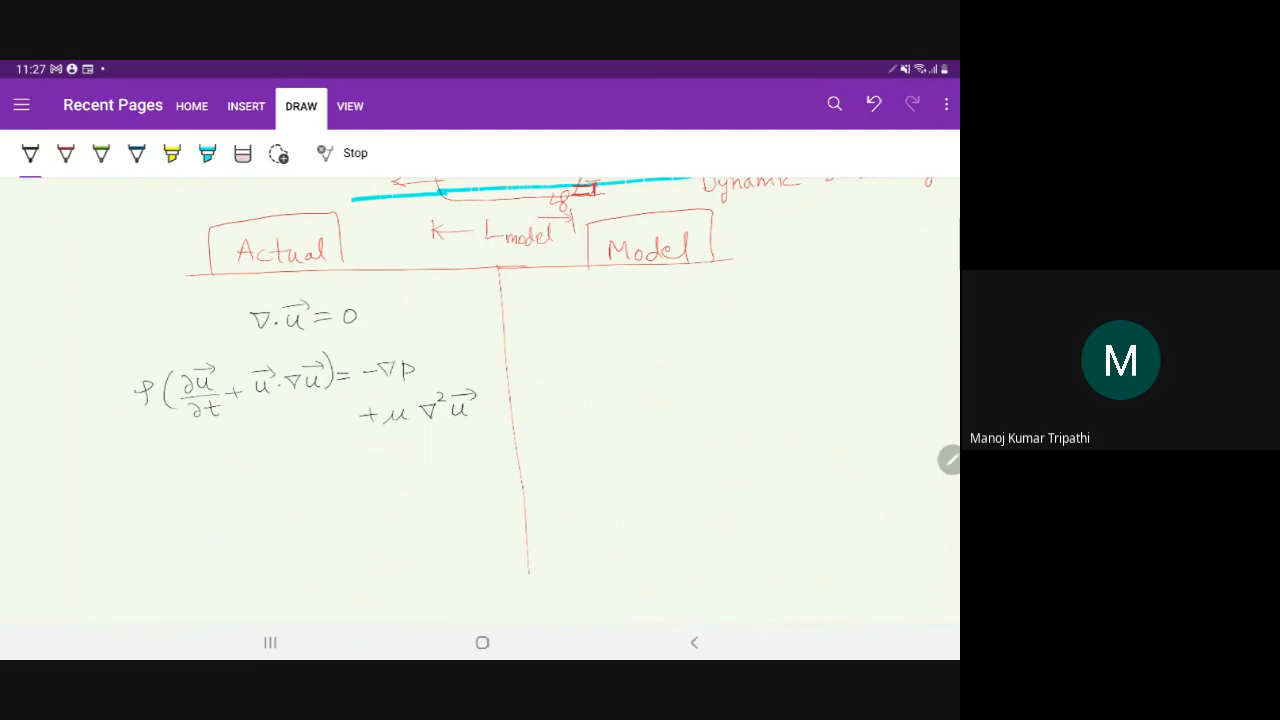 11:27
Recent Pages HOME INSERT DRAW VIEW
Stop
Dynamic
L model
Actual
Model
∇.u⃗ = 0
ρ(∂u⃗/∂t + u⃗.∇u⃗) = -∇p
+ μ ∇²u⃗
M
Manoj Kumar Tripathi